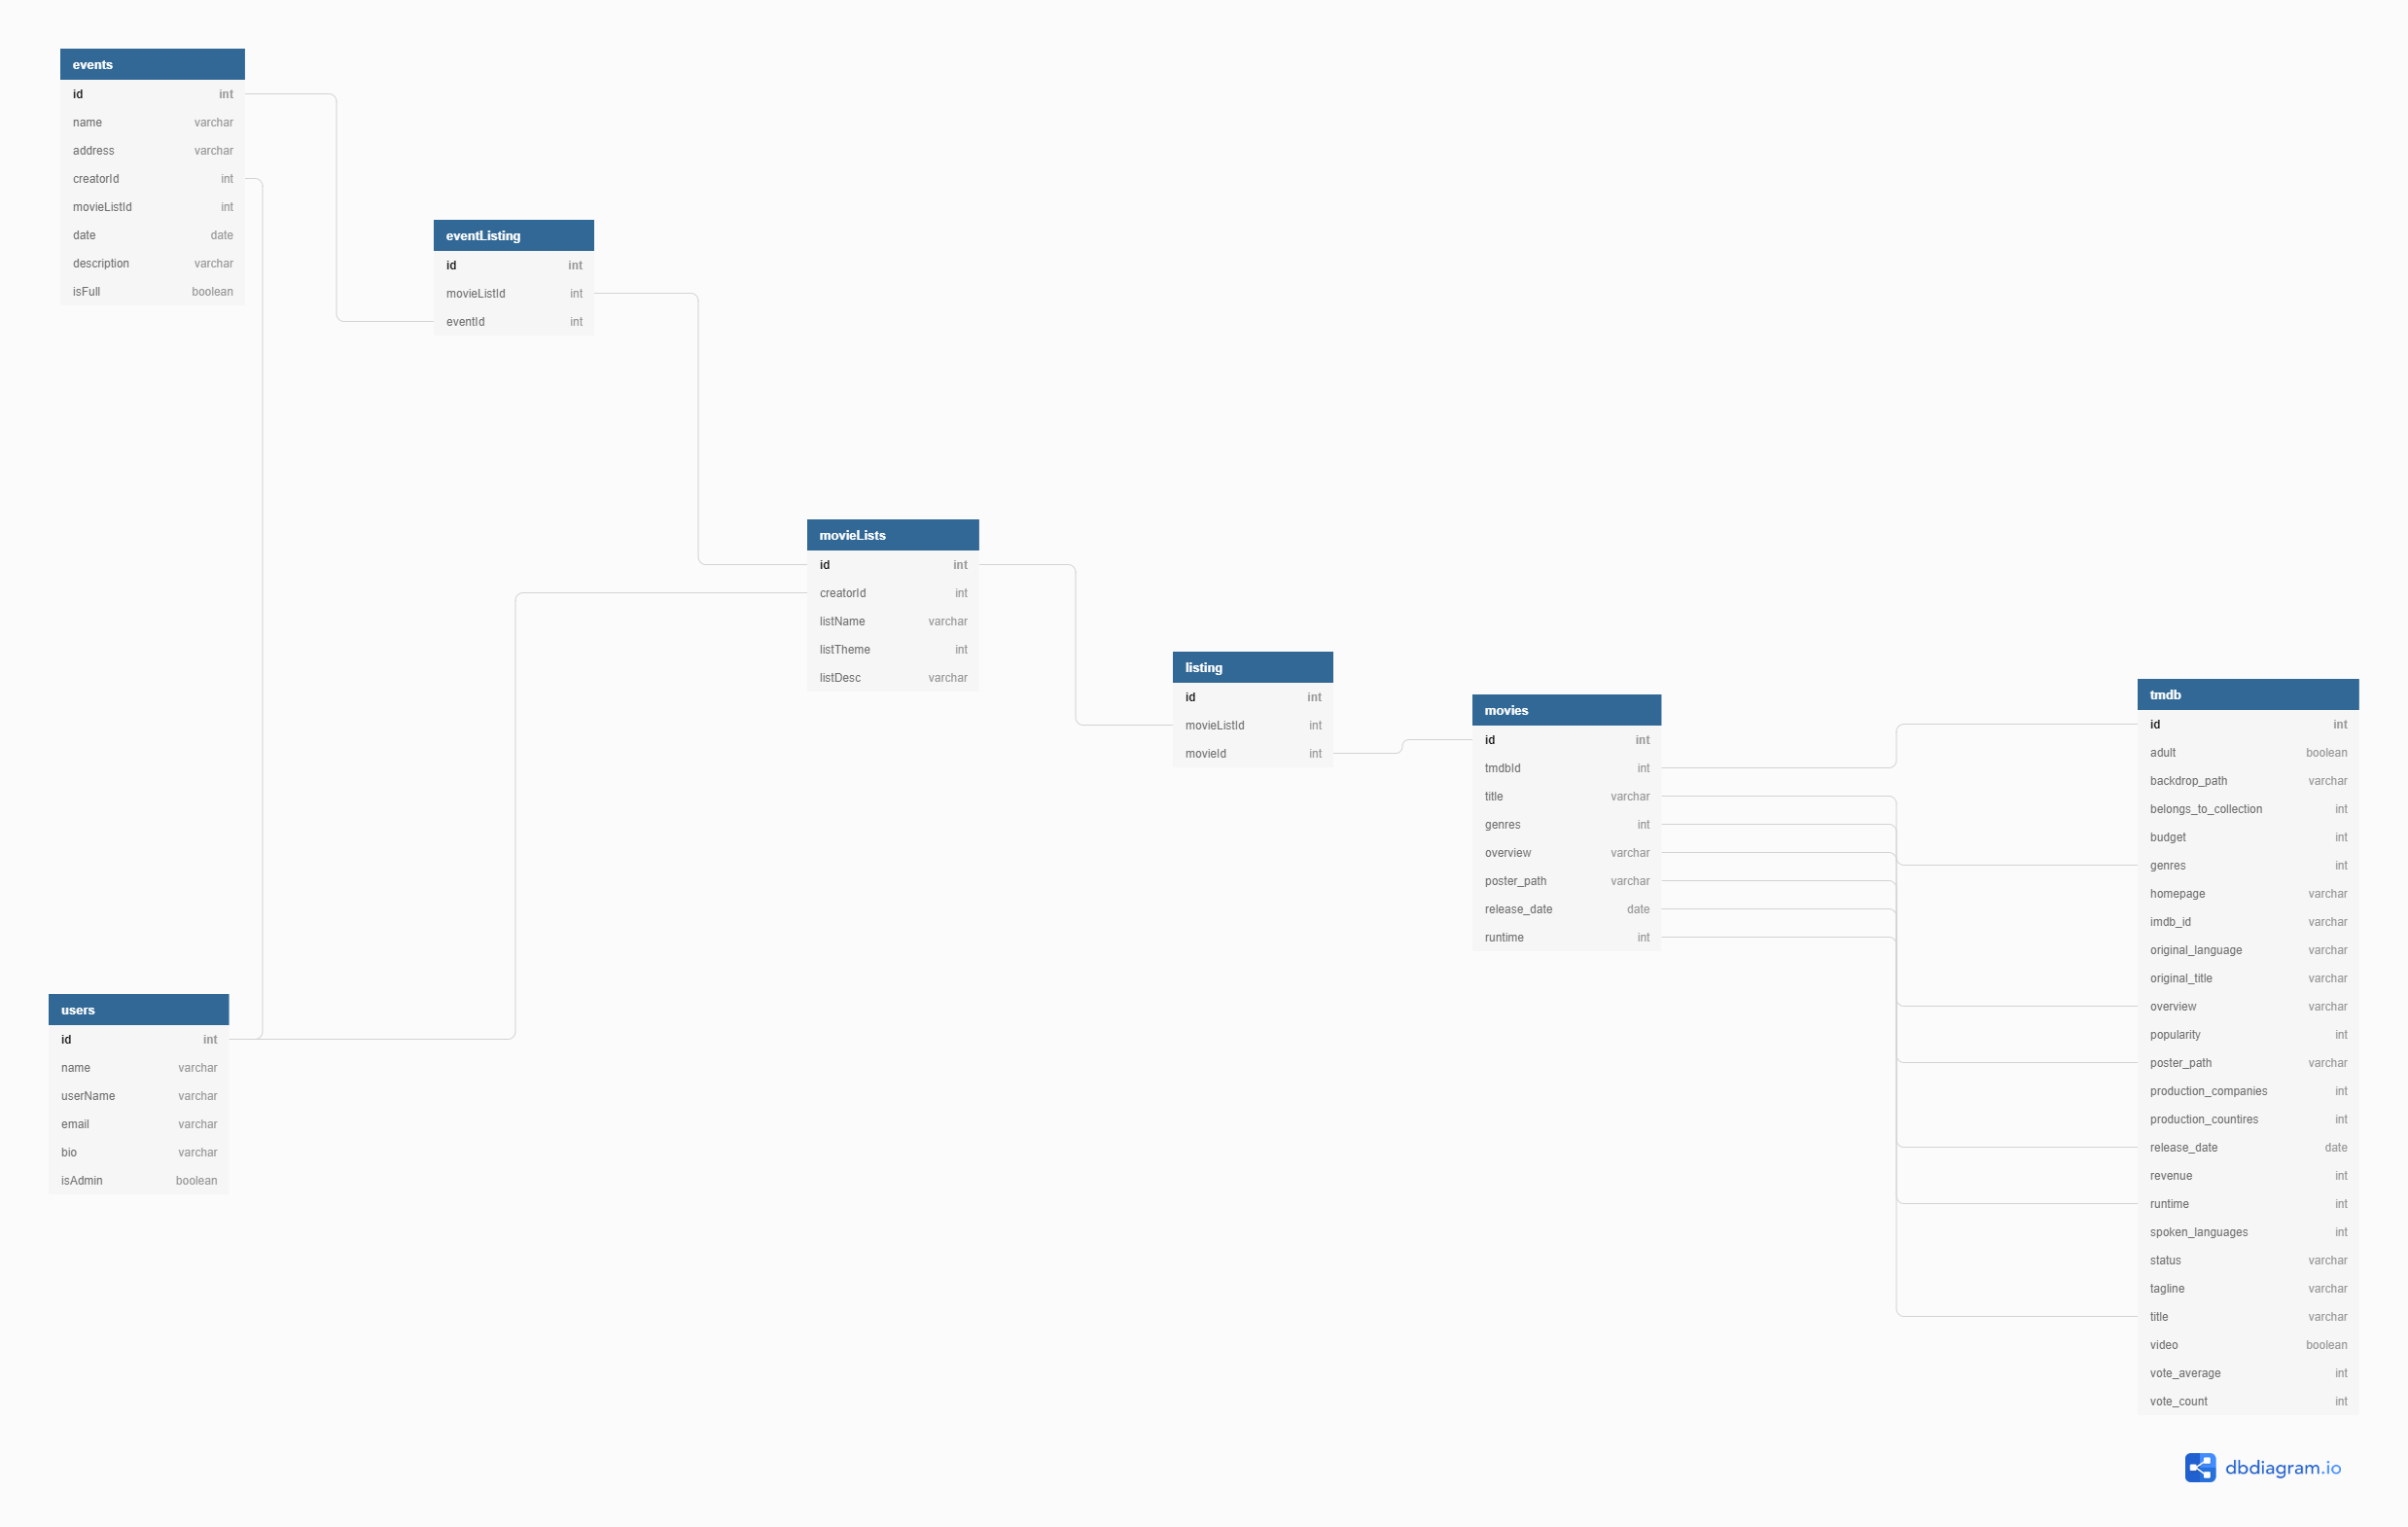 events
id int
name varchar
address varchar
creatorId int
movieListId int
date date
description varchar
isFull boolean
eventListing
id int
movieListId int
eventId int
movieLists
id int
creatorId int
listName varchar
listTheme int
listDesc varchar
listing
id int
movieListId int
movieId int
movies
id int
tmdbId int
title varchar
genres int
overview varchar
poster_path varchar
release_date date
runtime int
tmdb
id int
adult boolean
backdrop_path varchar
belongs_to_collection int
budget int
genres int
homepage varchar
imdb_id varchar
original_language varchar
original_title varchar
overview varchar
popularity int
poster_path varchar
production_companies int
production_countires int
release_date date
revenue int
runtime int
spoken_languages int
status varchar
tagline varchar
title varchar
video boolean
vote_average int
vote_count int
users
id int
name varchar
userName varchar
email varchar
bio varchar
isAdmin boolean
dbdiagram.io